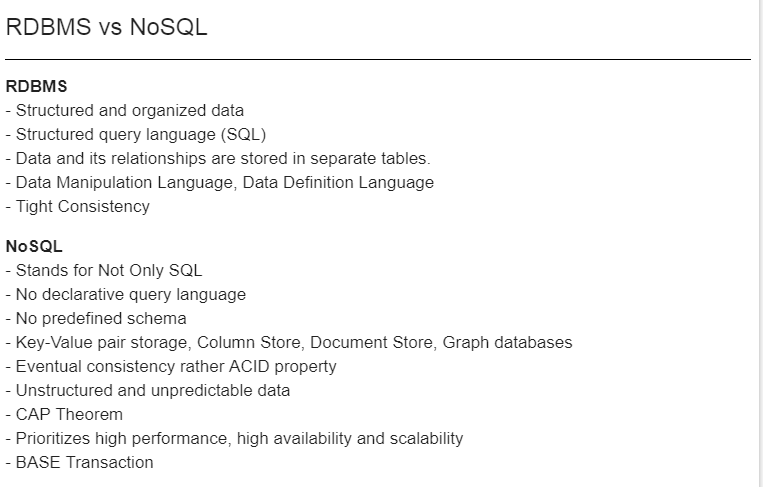 RDBMS vs NoSQL
RDBMS
- Structured and organized data
- Structured query language (SQL)
- Data and its relationships are stored in separate tables.
- Data Manipulation Language, Data Definition Language
- Tight Consistency
NoSQL
- Stands for Not Only SQL
- No declarative query language
- No predefined schema
- Key-Value pair storage, Column Store, Document Store, Graph databases
- Eventual consistency rather ACID property
- Unstructured and unpredictable data
- CAP Theorem
- Prioritizes high performance, high availability and scalability
- BASE Transaction